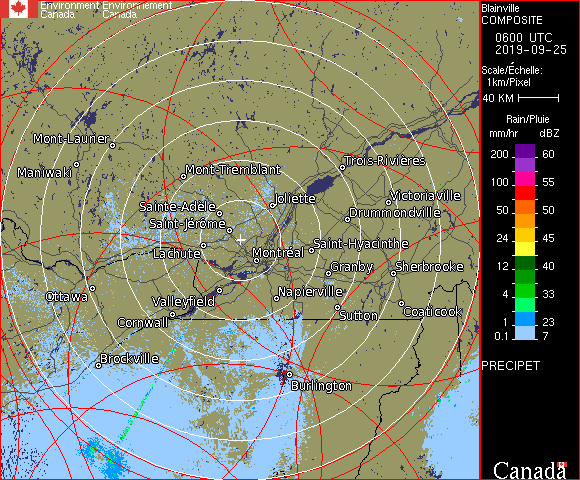 Environment Environnement
Canada Canada
Blainville
COMPOSITE
0600 UTC
2019-09-25
Scale/Échelle:
1km/Pixel
40 KM
Rain/Pluie
mm/hr dBZ
200 60
100 55
50 50
24 45
12 40
4 33
1 23
0.1 7
PRECIPET
Canada
Mont-Laurier
Maniwaki
Mont-Tremblant
Trois-Rivières
Sainte-Adèle
Joliette
Victoriaville
Drummondville
Saint-Jérôme
Lachute
Montréal
Saint-Hyacinthe
Granby
Sherbrooke
Ottawa
Valleyfield
Napierville
Cornwall
Sutton
Coaticook
Brockville
Burlington